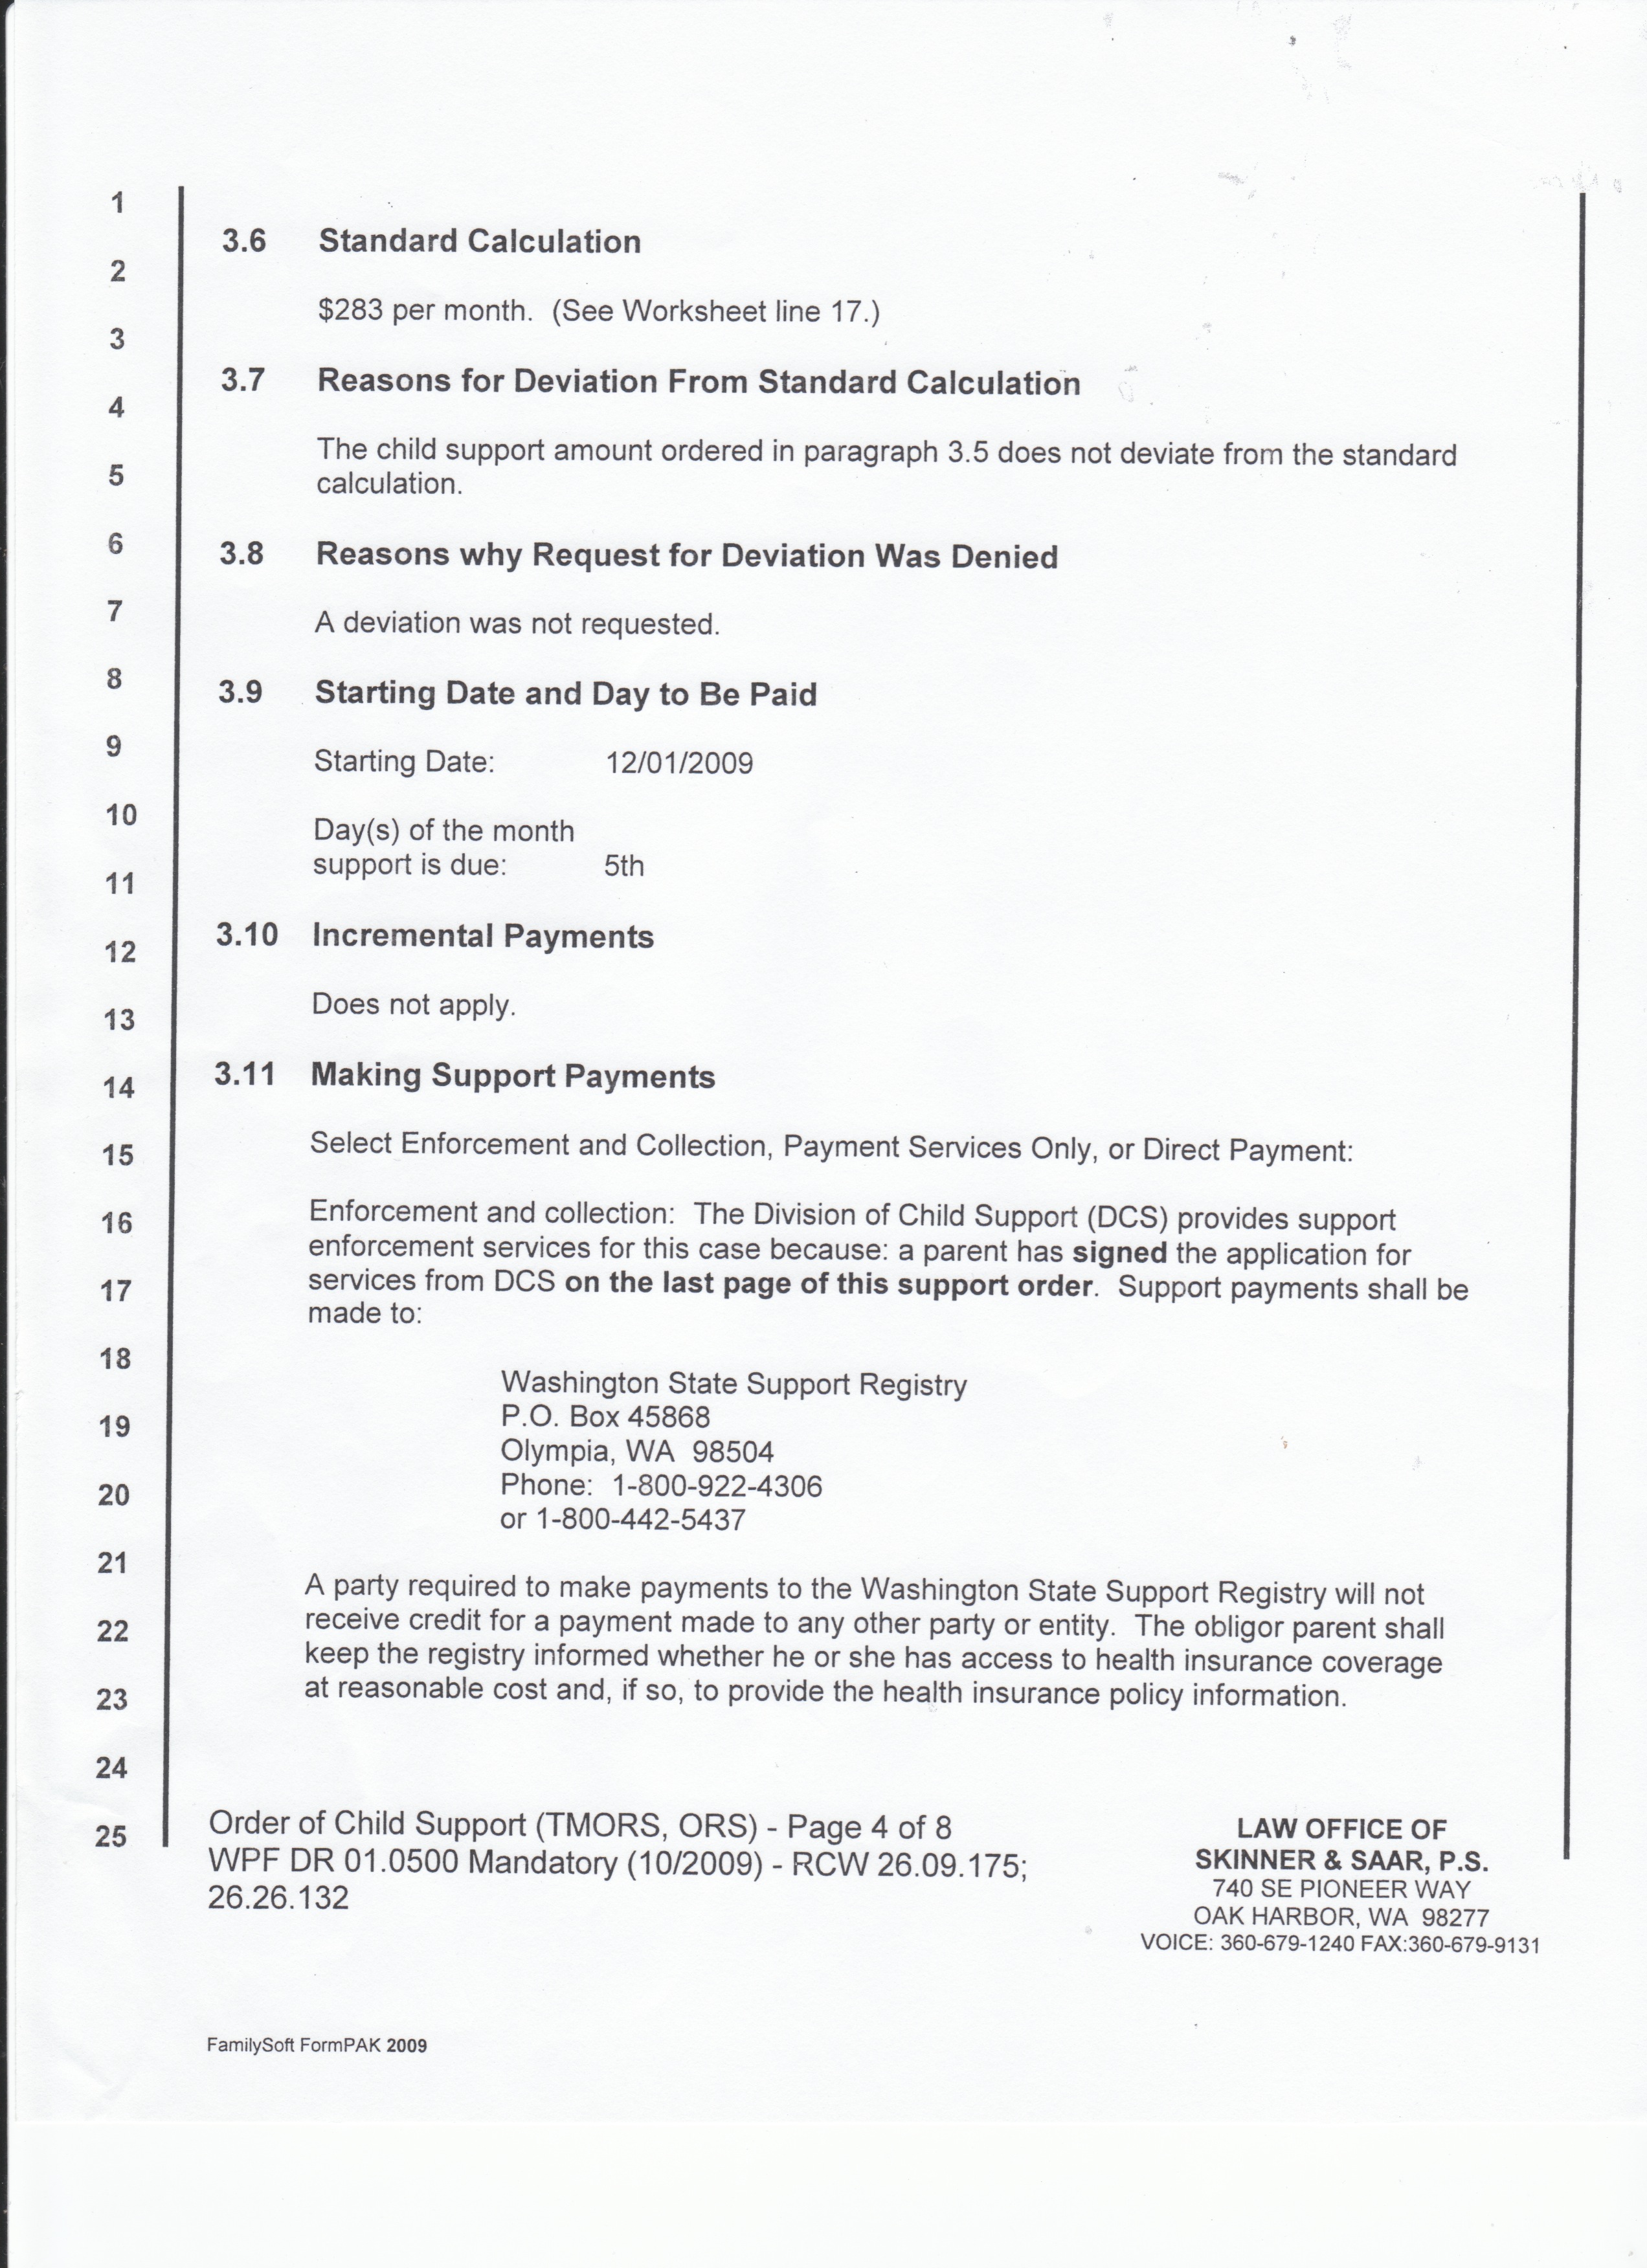 1
3.6 Standard Calculation
2
$283 per month. (See Worksheet line 17.)
3
3.7 Reasons for Deviation From Standard Calculation
4
The child support amount ordered in paragraph 3.5 does not deviate from the standard
5
calculation.
6
3.8 Reasons why Request for Deviation Was Denied
7
A deviation was not requested.
8
3.9 Starting Date and Day to Be Paid
9
Starting Date: 12/01/2009
10
Day(s) of the month
support is due: 5th
11
3.10 Incremental Payments
12
Does not apply.
13
3.11 Making Support Payments
14
Select Enforcement and Collection, Payment Services Only, or Direct Payment:
15
Enforcement and collection: The Division of Child Support (DCS) provides support
16
enforcement services for this case because: a parent has signed the application for
services from DCS on the last page of this support order. Support payments shall be
17
made to:
18
Washington State Support Registry
P.O. Box 45868
19
Olympia, WA 98504
Phone: 1-800-922-4306
20
or 1-800-442-5437
21
A party required to make payments to the Washington State Support Registry will not
receive credit for a payment made to any other party or entity. The obligor parent shall
22
keep the registry informed whether he or she has access to health insurance coverage
at reasonable cost and, if so, to provide the health insurance policy information.
23
24
25
Order of Child Support (TMORS, ORS) - Page 4 of 8
WPF DR 01.0500 Mandatory (10/2009) - RCW 26.09.175;
26.26.132
LAW OFFICE OF
SKINNER & SAAR, P.S.
740 SE PIONEER WAY
OAK HARBOR, WA 98277
VOICE: 360-679-1240 FAX:360-679-9131
FamilySoft FormPAK 2009